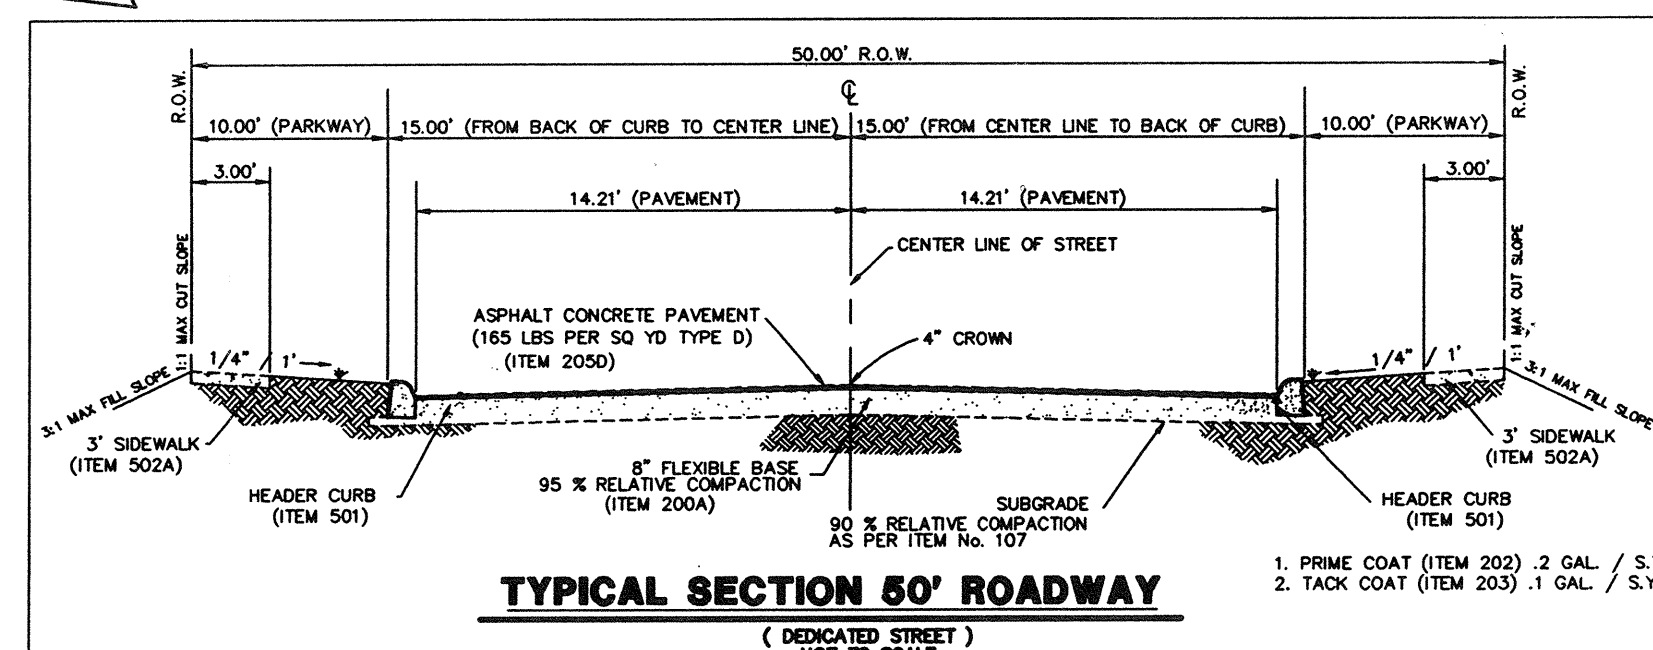 50.00' R.O.W.
R.O.W.
R.O.W.
℄
10.00' (PARKWAY)
15.00' (FROM BACK OF CURB TO CENTER LINE)
15.00' (FROM CENTER LINE TO BACK OF CURB)
10.00' (PARKWAY)
3.00'
3.00'
14.21' (PAVEMENT)
14.21' (PAVEMENT)
CENTER LINE OF STREET
1:1 MAX CUT SLOPE
1:1 MAX CUT SLOPE
ASPHALT CONCRETE PAVEMENT
(165 LBS PER SQ YD TYPE D)
(ITEM 205D)
4" CROWN
1/4" / 1'
1/4" / 1'
3:1 MAX FILL SLOPE
3:1 MAX FILL SLOPE
3' SIDEWALK
(ITEM 502A)
3' SIDEWALK
(ITEM 502A)
HEADER CURB
(ITEM 501)
8" FLEXIBLE BASE
95 % RELATIVE COMPACTION
(ITEM 200A)
SUBGRADE
90 % RELATIVE COMPACTION
AS PER ITEM No. 107
HEADER CURB
(ITEM 501)
1. PRIME COAT (ITEM 202) .2 GAL. / S.
2. TACK COAT (ITEM 203) .1 GAL. / S.Y
TYPICAL SECTION 50' ROADWAY
( DEDICATED STREET )